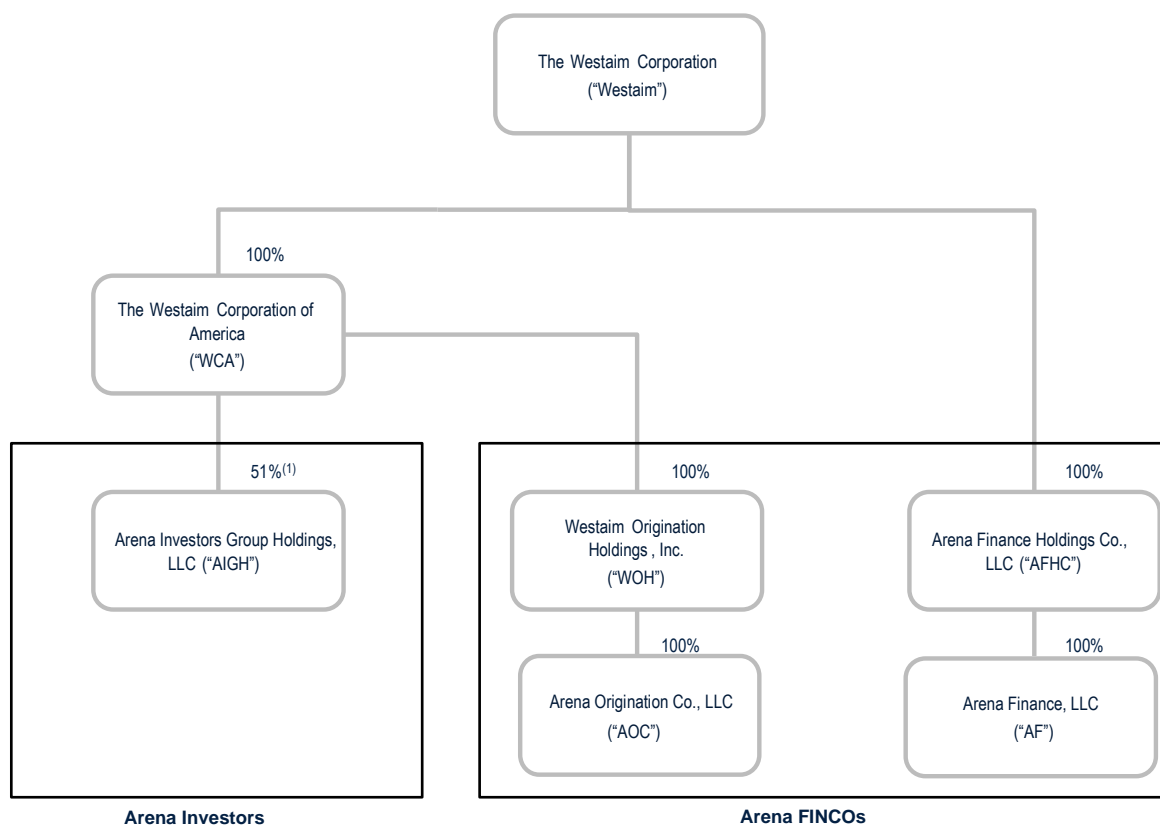 The Westaim Corporation
(“Westaim”)
100%
The Westaim Corporation of
America
(“WCA”)
51%(1)
100%
100%
Arena Investors Group Holdings,
LLC (“AIGH”)
Westaim Origination
Holdings , Inc.
(“WOH”)
Arena Finance Holdings Co.,
LLC (“AFHC”)
100%
100%
Arena Origination Co., LLC
(“AOC”)
Arena Finance, LLC
(“AF”)
Arena Investors
Arena FINCOs